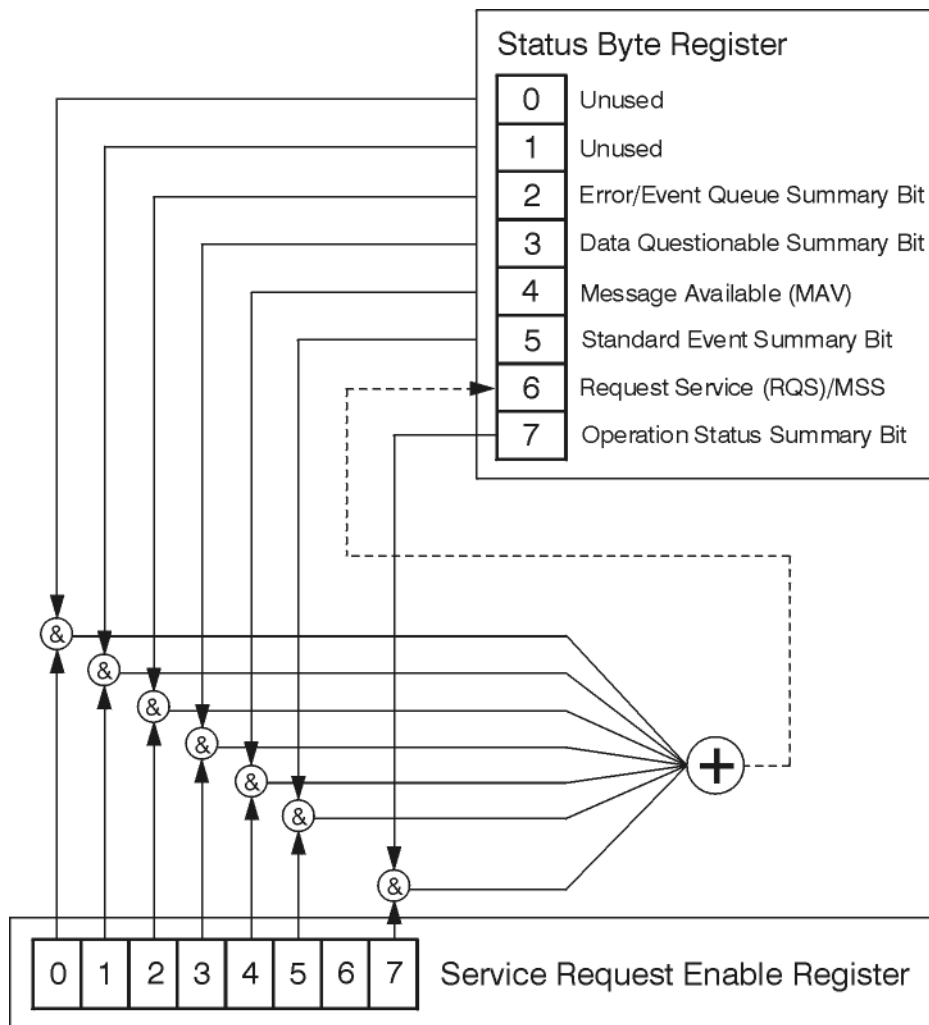 Status Byte Register
0 Unused
1 Unused
2 Error/Event Queue Summary Bit
3 Data Questionable Summary Bit
4 Message Available (MAV)
5 Standard Event Summary Bit
6 Request Service (RQS)/MSS
7 Operation Status Summary Bit
&
&
&
&
&
&
+
&
0 1 2 3 4 5 6 7 Service Request Enable Register